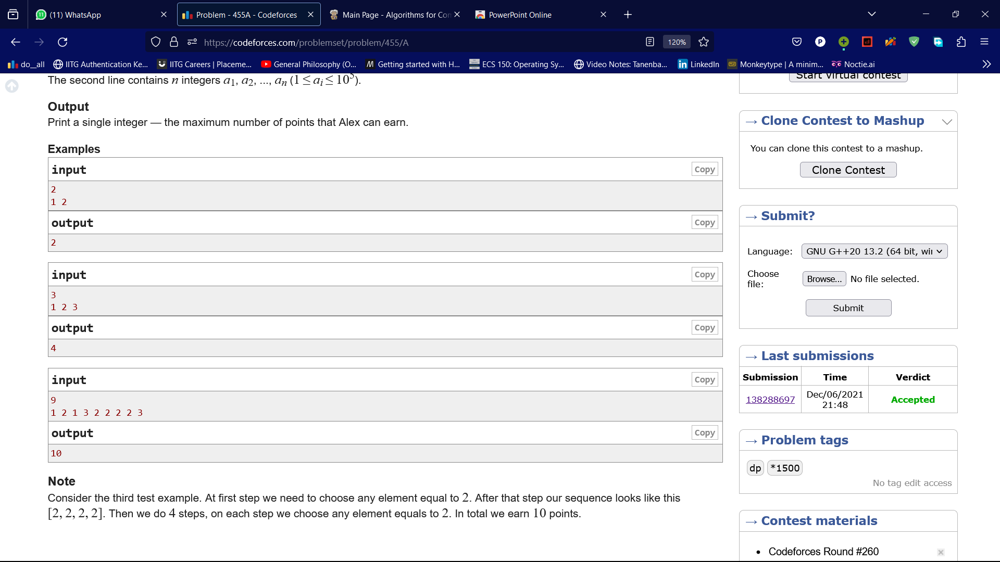 (11) WhatsApp
Problem - 455A - Codeforces
Main Page - Algorithms for Con
PowerPoint Online
https://codeforces.com/problemset/problem/455/A
120%
do__all
IITG Authentication Ke...
IITG Careers | Placeme...
General Philosophy (O...
Getting started with H...
ECS 150: Operating Sy...
Video Notes: Tanenba...
LinkedIn
Monkeytype | A minim...
Noctie.ai
The second line contains n integers a1, a2, ..., an (1 ≤ ai ≤ 10^5).
Output
Print a single integer — the maximum number of points that Alex can earn.
Examples
input
Copy
2
1 2
output
Copy
2
input
Copy
3
1 2 3
output
Copy
4
input
Copy
9
1 2 1 3 2 2 2 2 3
output
Copy
10
Note
Consider the third test example. At first step we need to choose any element equal to 2. After that step our sequence looks like this
[2, 2, 2, 2]. Then we do 4 steps, on each step we choose any element equals to 2. In total we earn 10 points.
Start virtual contest
→ Clone Contest to Mashup
You can clone this contest to a mashup.
Clone Contest
→ Submit?
Language: GNU G++20 13.2 (64 bit, win
Choose
file:
Browse... No file selected.
Submit
→ Last submissions
Submission Time Verdict
138288697 Dec/06/2021
21:48
Accepted
→ Problem tags
dp *1500
No tag edit access
→ Contest materials
• Codeforces Round #260